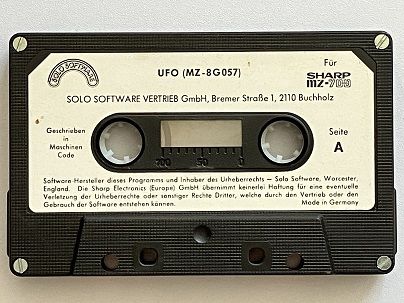 SOLO SOFTWARE
UFO (MZ-8G057)
Für
SHARP
MZ-700
SOLO SOFTWARE VERTRIEB GmbH, Bremer Straße 1, 2110 Buchholz
Geschrieben
in
Maschinen
Code
Seite
A
200 50 0
Software-Hersteller dieses Programms und Inhaber des Urheberrechts – Solo Software, Worcester,
England. Die Sharp Electronics (Europe) GmbH übernimmt keinerlei Haftung für eine eventuelle
Verletzung der Urheberrechte oder sonstiger Rechte Dritter, welche durch den Vertrieb oder den
Gebrauch der Software entstehen können.
Made in Germany